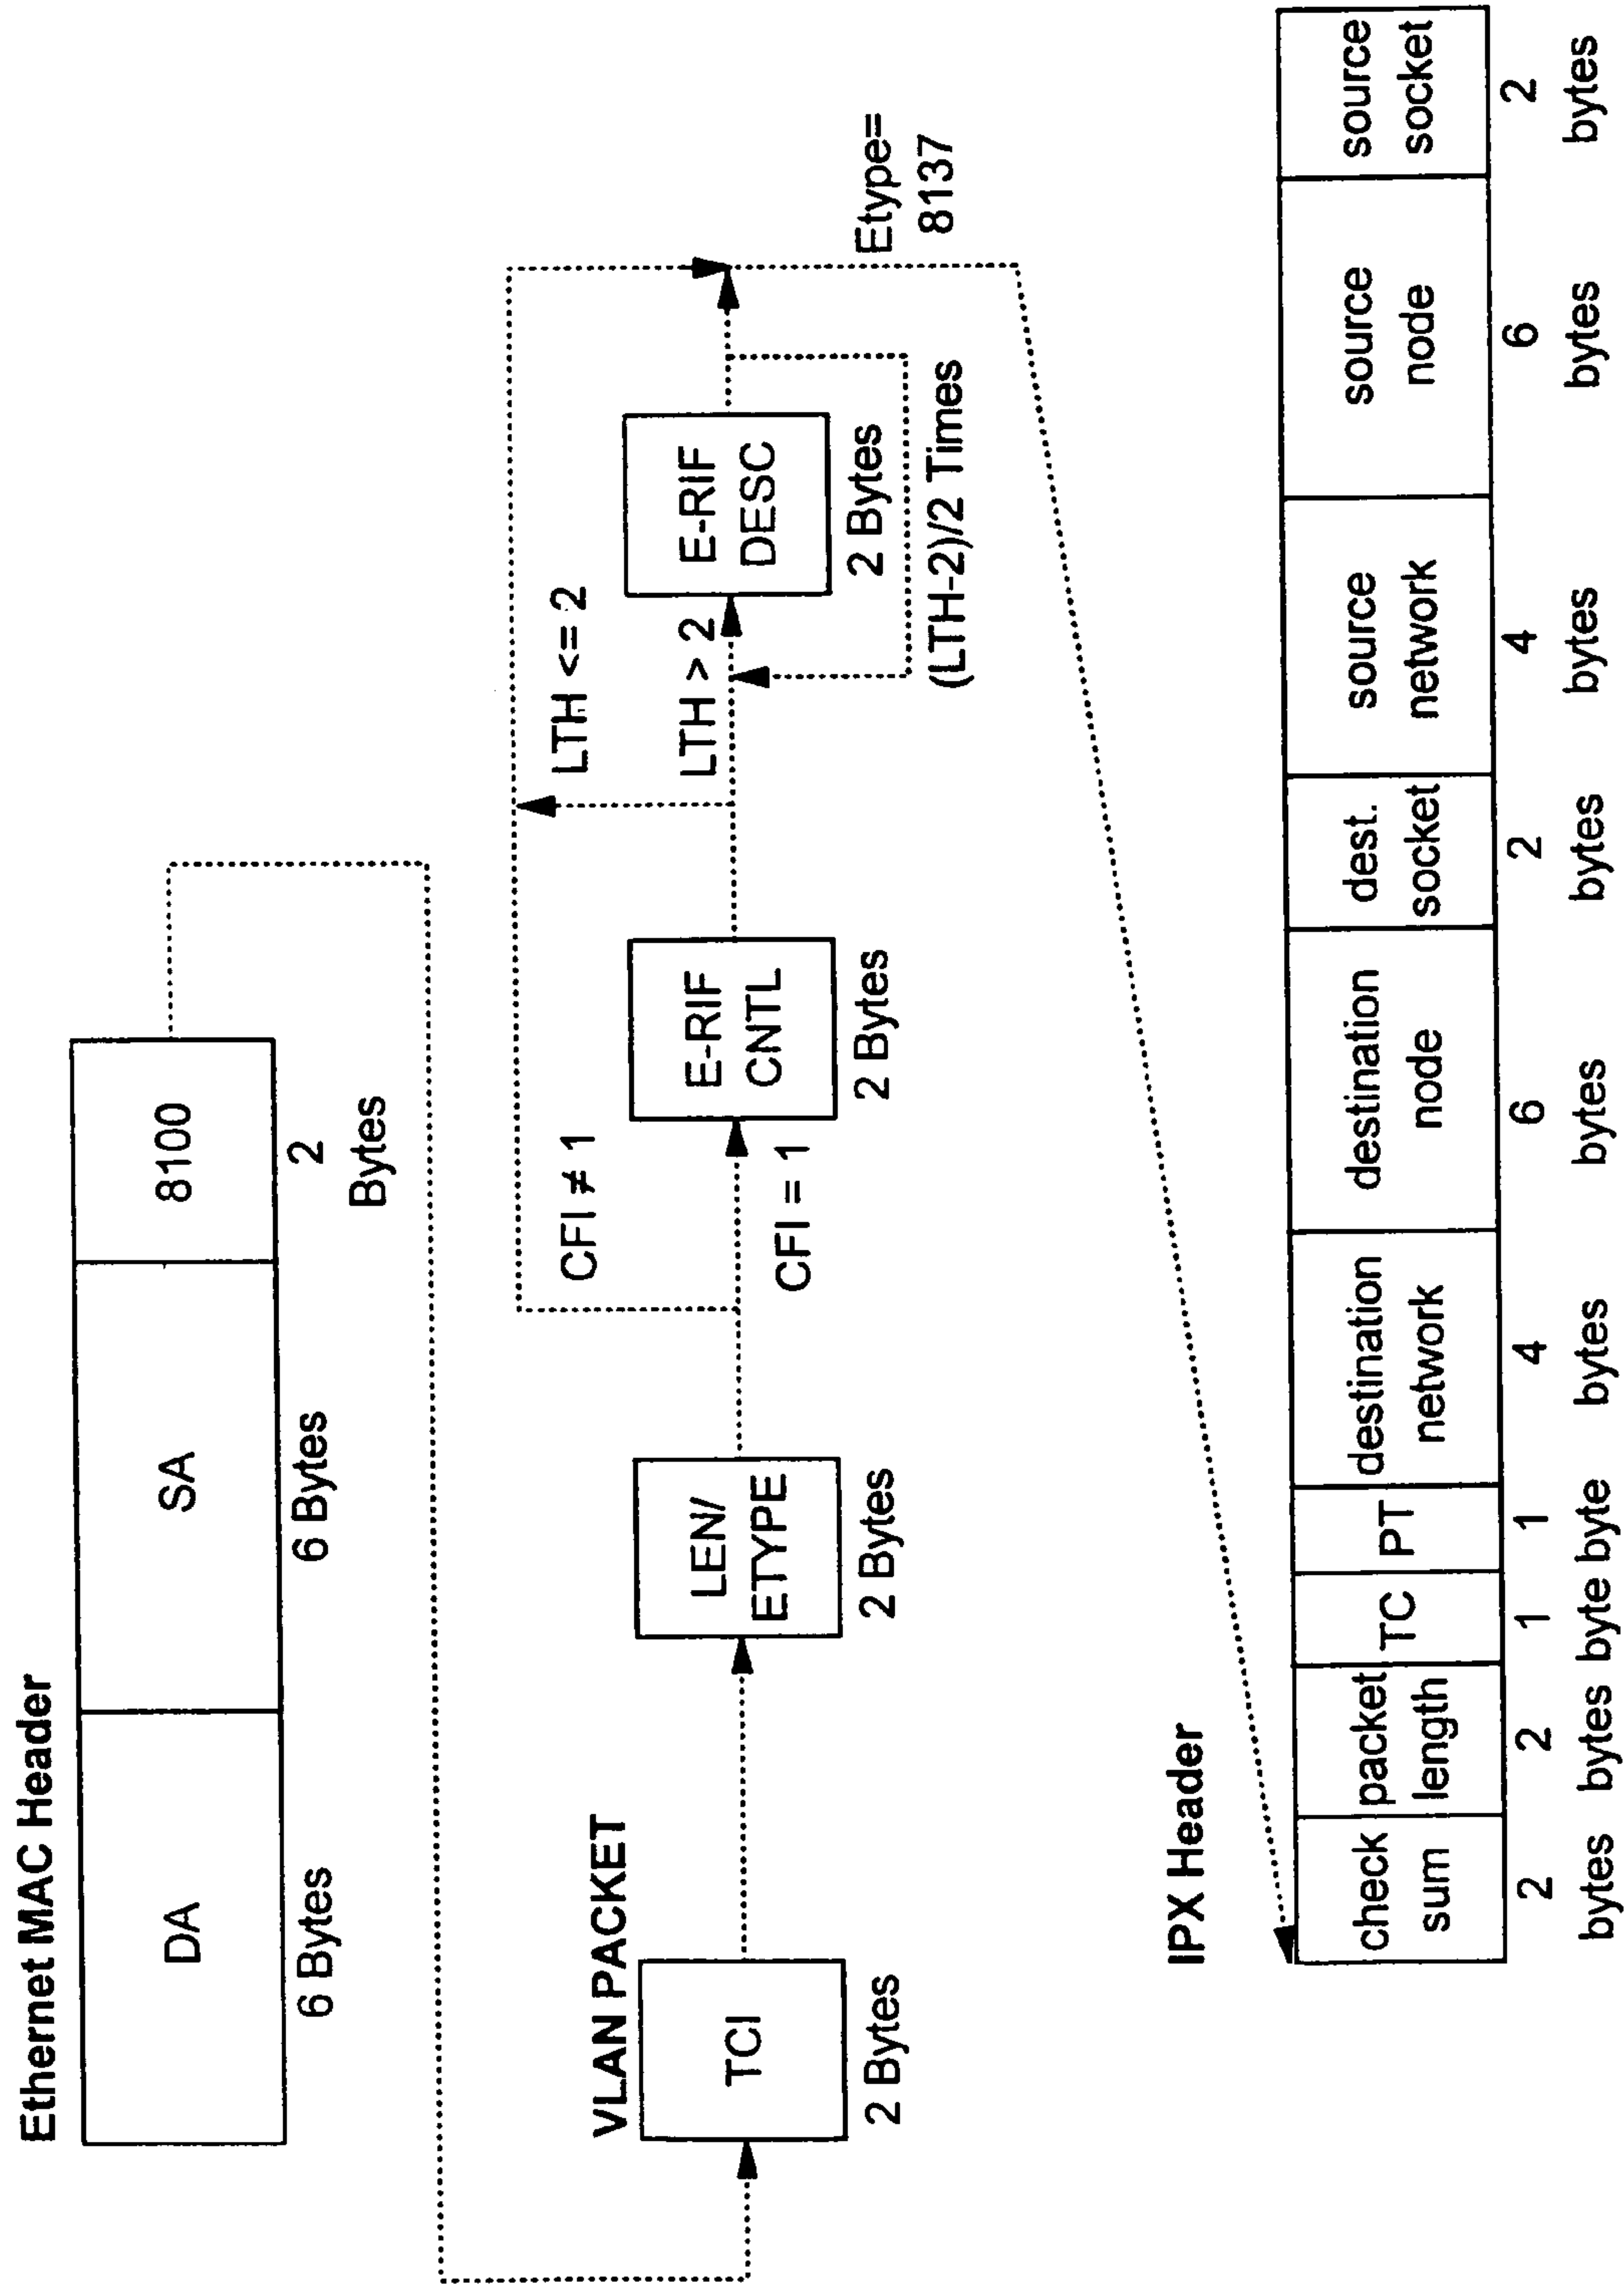 Ethernet MAC Header
DA
SA
8100
6 Bytes
6 Bytes
2
Bytes
VLAN PACKET
TCI
2 Bytes
LEN/
ETYPE
2 Bytes
CFI ≠ 1
CFI = 1
E-RIF
CNTL
2 Bytes
LTH <= 2
LTH > 2
E-RIF
DESC
2 Bytes
(LTH-2)/2 Times
Etype=
8137
IPX Header
check
sum
packet
length
TC
PT
destination
network
destination
node
dest.
socket
source
network
source
node
source
socket
2
bytes
2
bytes
1
byte
1
byte
4
bytes
6
bytes
2
bytes
4
bytes
6
bytes
2
bytes